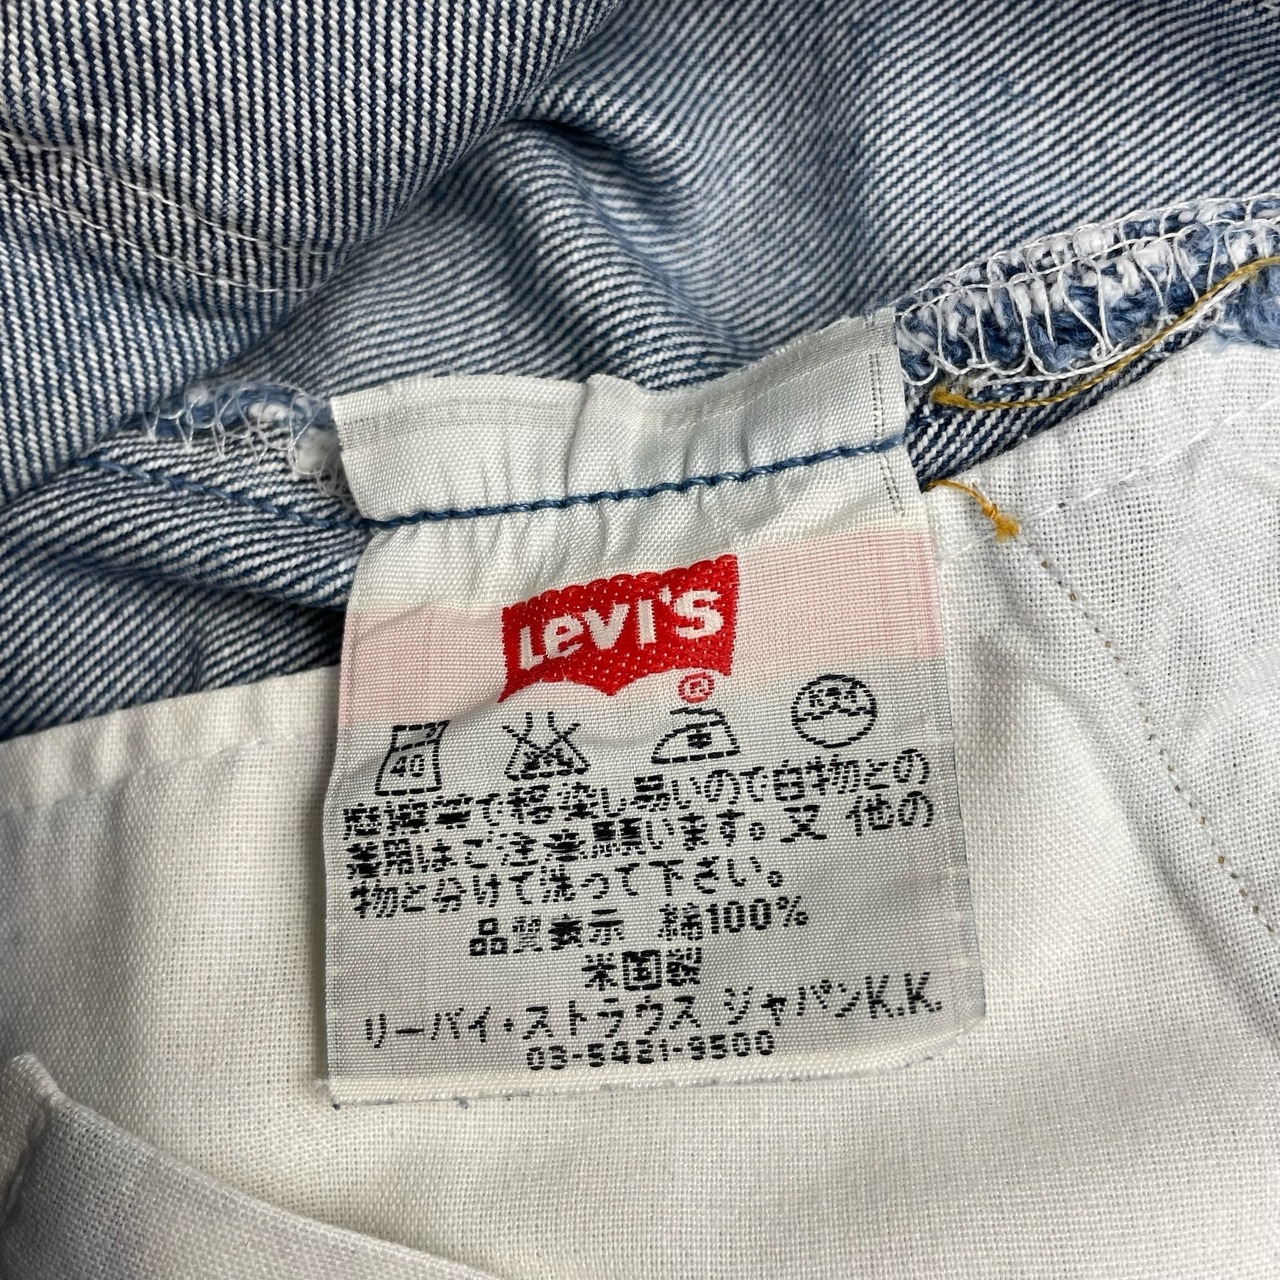 LEVI'S
®
40
摩擦等で移染し易いので白物との
兼用はご注意願います。又 他の
物と分けて洗って下さい。
品質表示 綿100%
米国製
リーバイ・ストラウス ジャパンK.K.
03-5421-9500